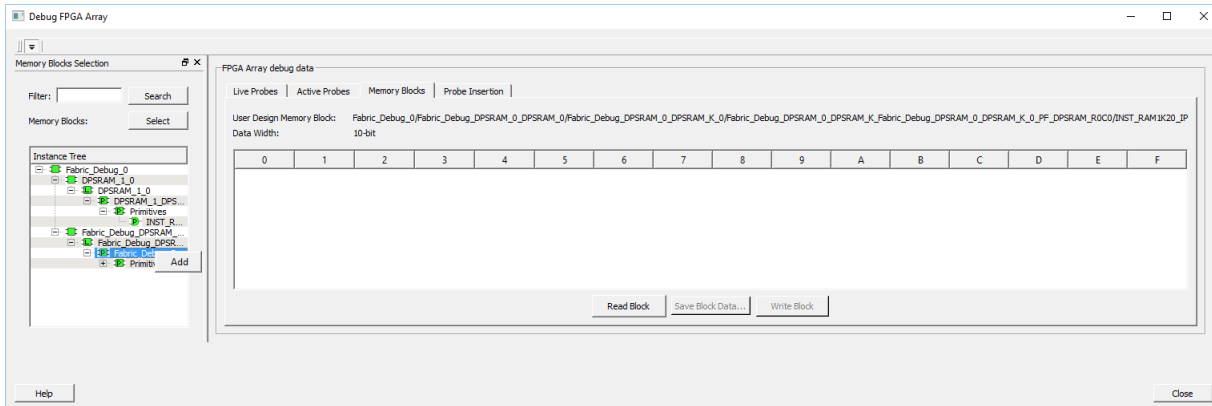 Debug FPGA Array
Memory Blocks Selection
Filter:
Search
Memory Blocks:
Select
Instance Tree
Fabric_Debug_0
DPSRAM_1_0
DPSRAM_1_0
DPSRAM_1_DPS...
Primitives
INST_R...
Fabric_Debug_DPSRAM_...
Fabric_Debug_DPSR...
Fabric_Deb
Primitiv
Add
FPGA Array debug data
Live Probes Active Probes Memory Blocks Probe Insertion
User Design Memory Block: Fabric_Debug_0/Fabric_Debug_DPSRAM_0_DPSRAM_0/Fabric_Debug_DPSRAM_0_DPSRAM_K_0/Fabric_Debug_DPSRAM_0_DPSRAM_K_Fabric_Debug_DPSRAM_0_DPSRAM_K_0_PF_DPSRAM_R0C0/INST_RAM1K20_IP
Data Width: 10-bit
0 1 2 3 4 5 6 7 8 9 A B C D E F
Read Block Save Block Data... Write Block
Help
Close